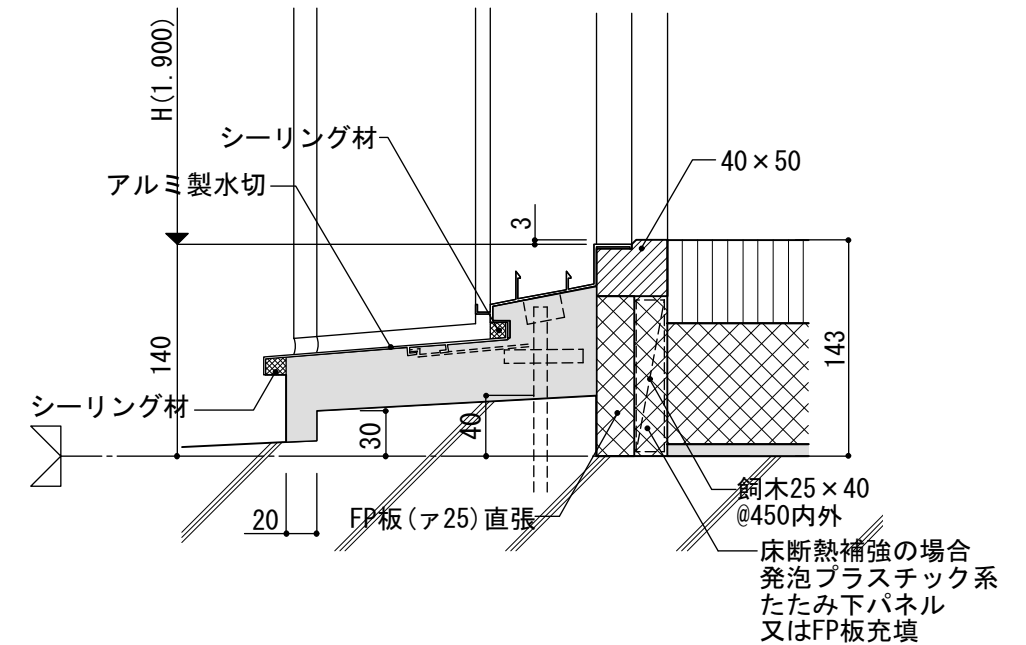 H(1.900)
シーリング材
アルミ製水切
40×50
3
140
143
シーリング材
30
40
20
FP板(ァ25)直張
飼木25×40
@450内外
床断熱補強の場合
発泡プラスチック系
たたみ下パネル
又はFP板充填